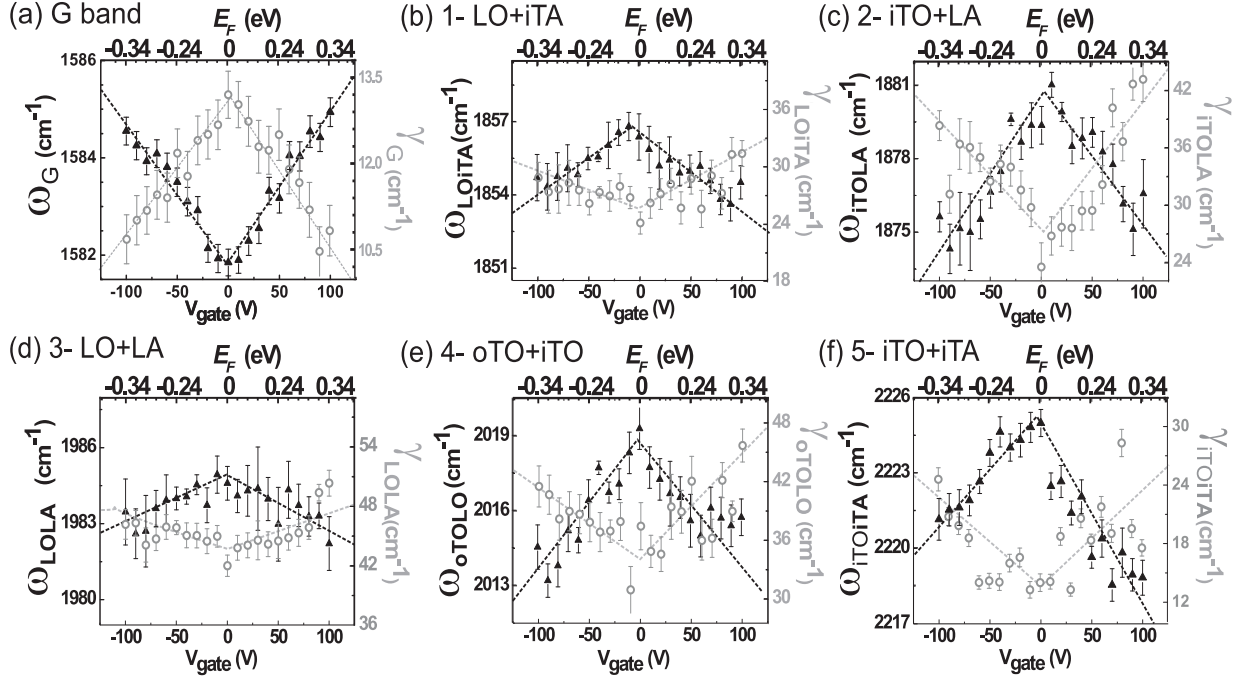 (a) G band
E_F (eV)
-0.34 -0.24 0 0.24 0.34
1586
1584
1582
ω_G (cm⁻¹)
13.5
12.0
10.5
γ_G (cm⁻¹)
-100 -50 0 50 100
V_gate (V)
(b) 1- LO+iTA
E_F (eV)
-0.34 -0.24 0 0.24 0.34
1857
1854
1851
ω_LOiTA (cm⁻¹)
36
30
24
18
γ_LOiTA (cm⁻¹)
-100 -50 0 50 100
V_gate (V)
(c) 2- iTO+LA
E_F (eV)
-0.34 -0.24 0 0.24 0.34
1881
1878
1875
ω_iTOLA (cm⁻¹)
42
36
30
24
γ_iTOLA (cm⁻¹)
-100 -50 0 50 100
V_gate (V)
(d) 3- LO+LA
E_F (eV)
-0.34 -0.24 0 0.24 0.34
1986
1983
1980
ω_LOLA (cm⁻¹)
54
48
42
36
γ_LOLA (cm⁻¹)
-100 -50 0 50 100
V_gate (V)
(e) 4- oTO+iTO
E_F (eV)
-0.34 -0.24 0 0.24 0.34
2019
2016
2013
ω_oTOLO (cm⁻¹)
48
42
36
30
γ_oTOLO (cm⁻¹)
-100 -50 0 50 100
V_gate (V)
(f) 5- iTO+iTA
E_F (eV)
-0.34 -0.24 0 0.24 0.34
2226
2223
2220
2217
ω_iTOiTA (cm⁻¹)
30
24
18
12
γ_iTOiTA (cm⁻¹)
-100 -50 0 50 100
V_gate (V)